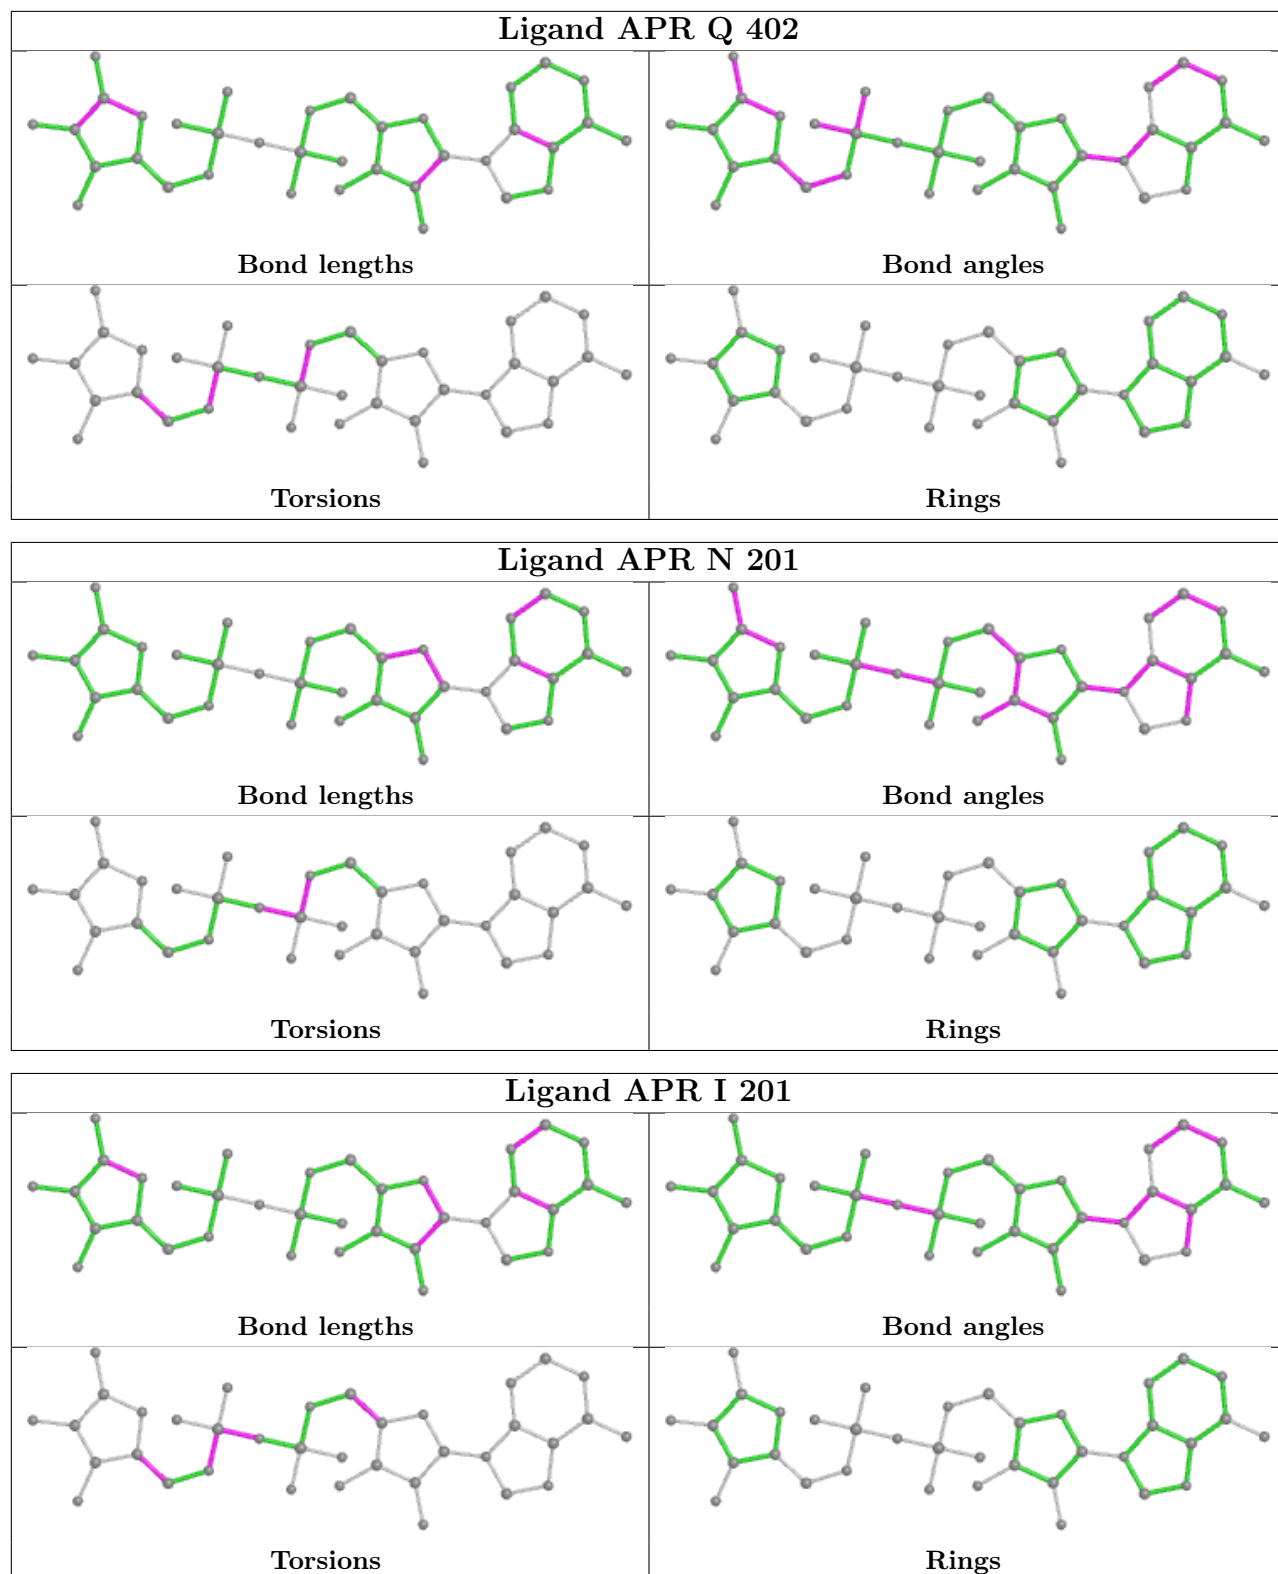 Ligand APR Q 402
Bond lengths
Bond angles
Torsions
Rings
Ligand APR N 201
Bond lengths
Bond angles
Torsions
Rings
Ligand APR I 201
Bond lengths
Bond angles
Torsions
Rings